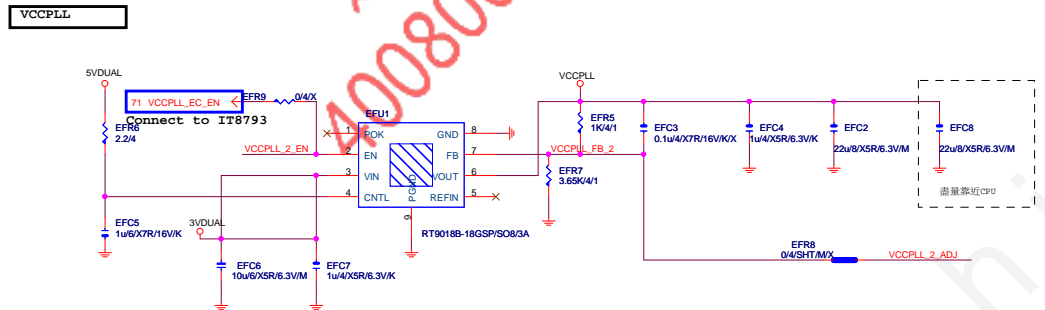 VCCPLL
5VDUAL
71 VCCPLL_EC_EN
EFR9
0/4/X
Connect to IT8793
EFR6
2.2/4
VCCPLL_2_EN
EFU1
1
POK
GND
8
2
EN
FB
7
3
VIN
VOUT
6
4
CNTL
REFIN
5
PGND
9
RT9018B-18GSP/SO8/3A
EFC5
1u/6/X7R/16V/K
3VDUAL
EFC6
10u/6/X5R/6.3V/M
EFC7
1u/4/X5R/6.3V/K
VCCPLL
EFR5
1K/4/1
VCCPLL_FB_2
EFR7
3.65K/4/1
EFC3
0.1u/4/X7R/16V/K/X
EFC4
1u/4/X5R/6.3V/K
EFC2
22u/8/X5R/6.3V/M
EFC8
22u/8/X5R/6.3V/M
盡量靠近CPU
EFR8
0/4/SHT/M/X
VCCPLL_2_ADJ
400800